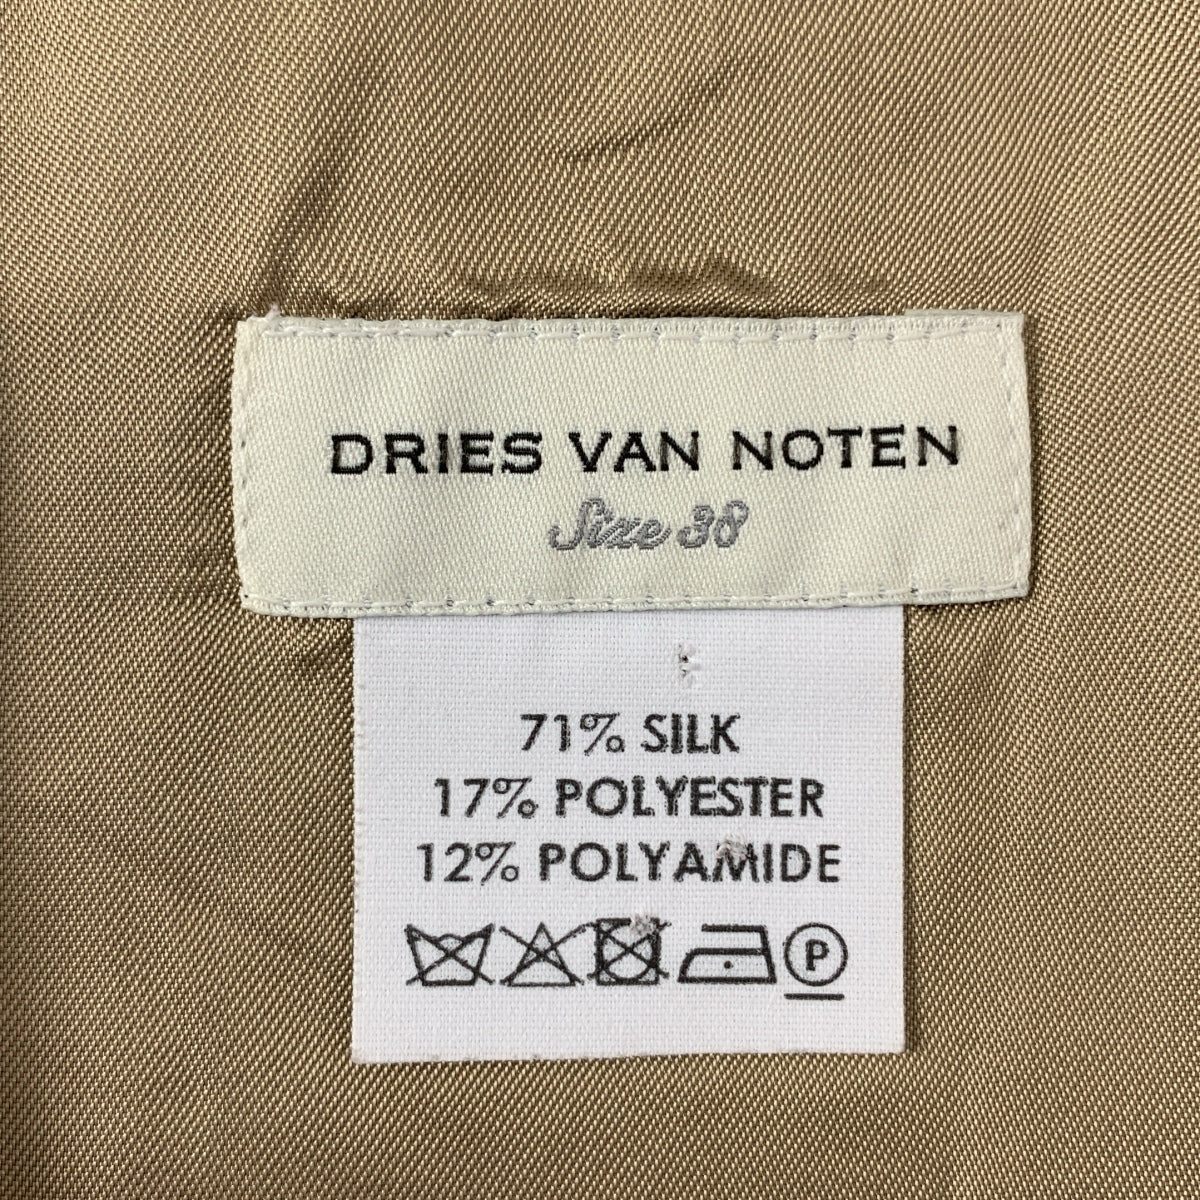 DRIES VAN NOTEN
Size 38
71% SILK
17% POLYESTER
12% POLYAMIDE
P